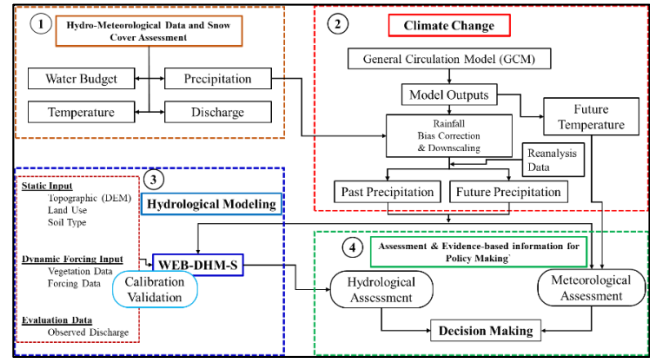 1
Hydro-Meteorological Data and Snow
Cover Assessment
Water Budget
Precipitation
Temperature
Discharge
2
Climate Change
General Circulation Model (GCM)
Model Outputs
Future
Temperature
Rainfall
Bias Correction
& Downscaling
Reanalysis
Data
Past Precipitation
Future Precipitation
3
Hydrological Modeling
Static Input
Topographic (DEM)
Land Use
Soil Type
Dynamic Forcing Input
Vegetation Data
Forcing Data
WEB-DHM-S
Calibration
Validation
Evaluation Data
Observed Discharge
4
Assessment & Evidence-based information for
Policy Making
Hydrological
Assessment
Meteorological
Assessment
Decision Making